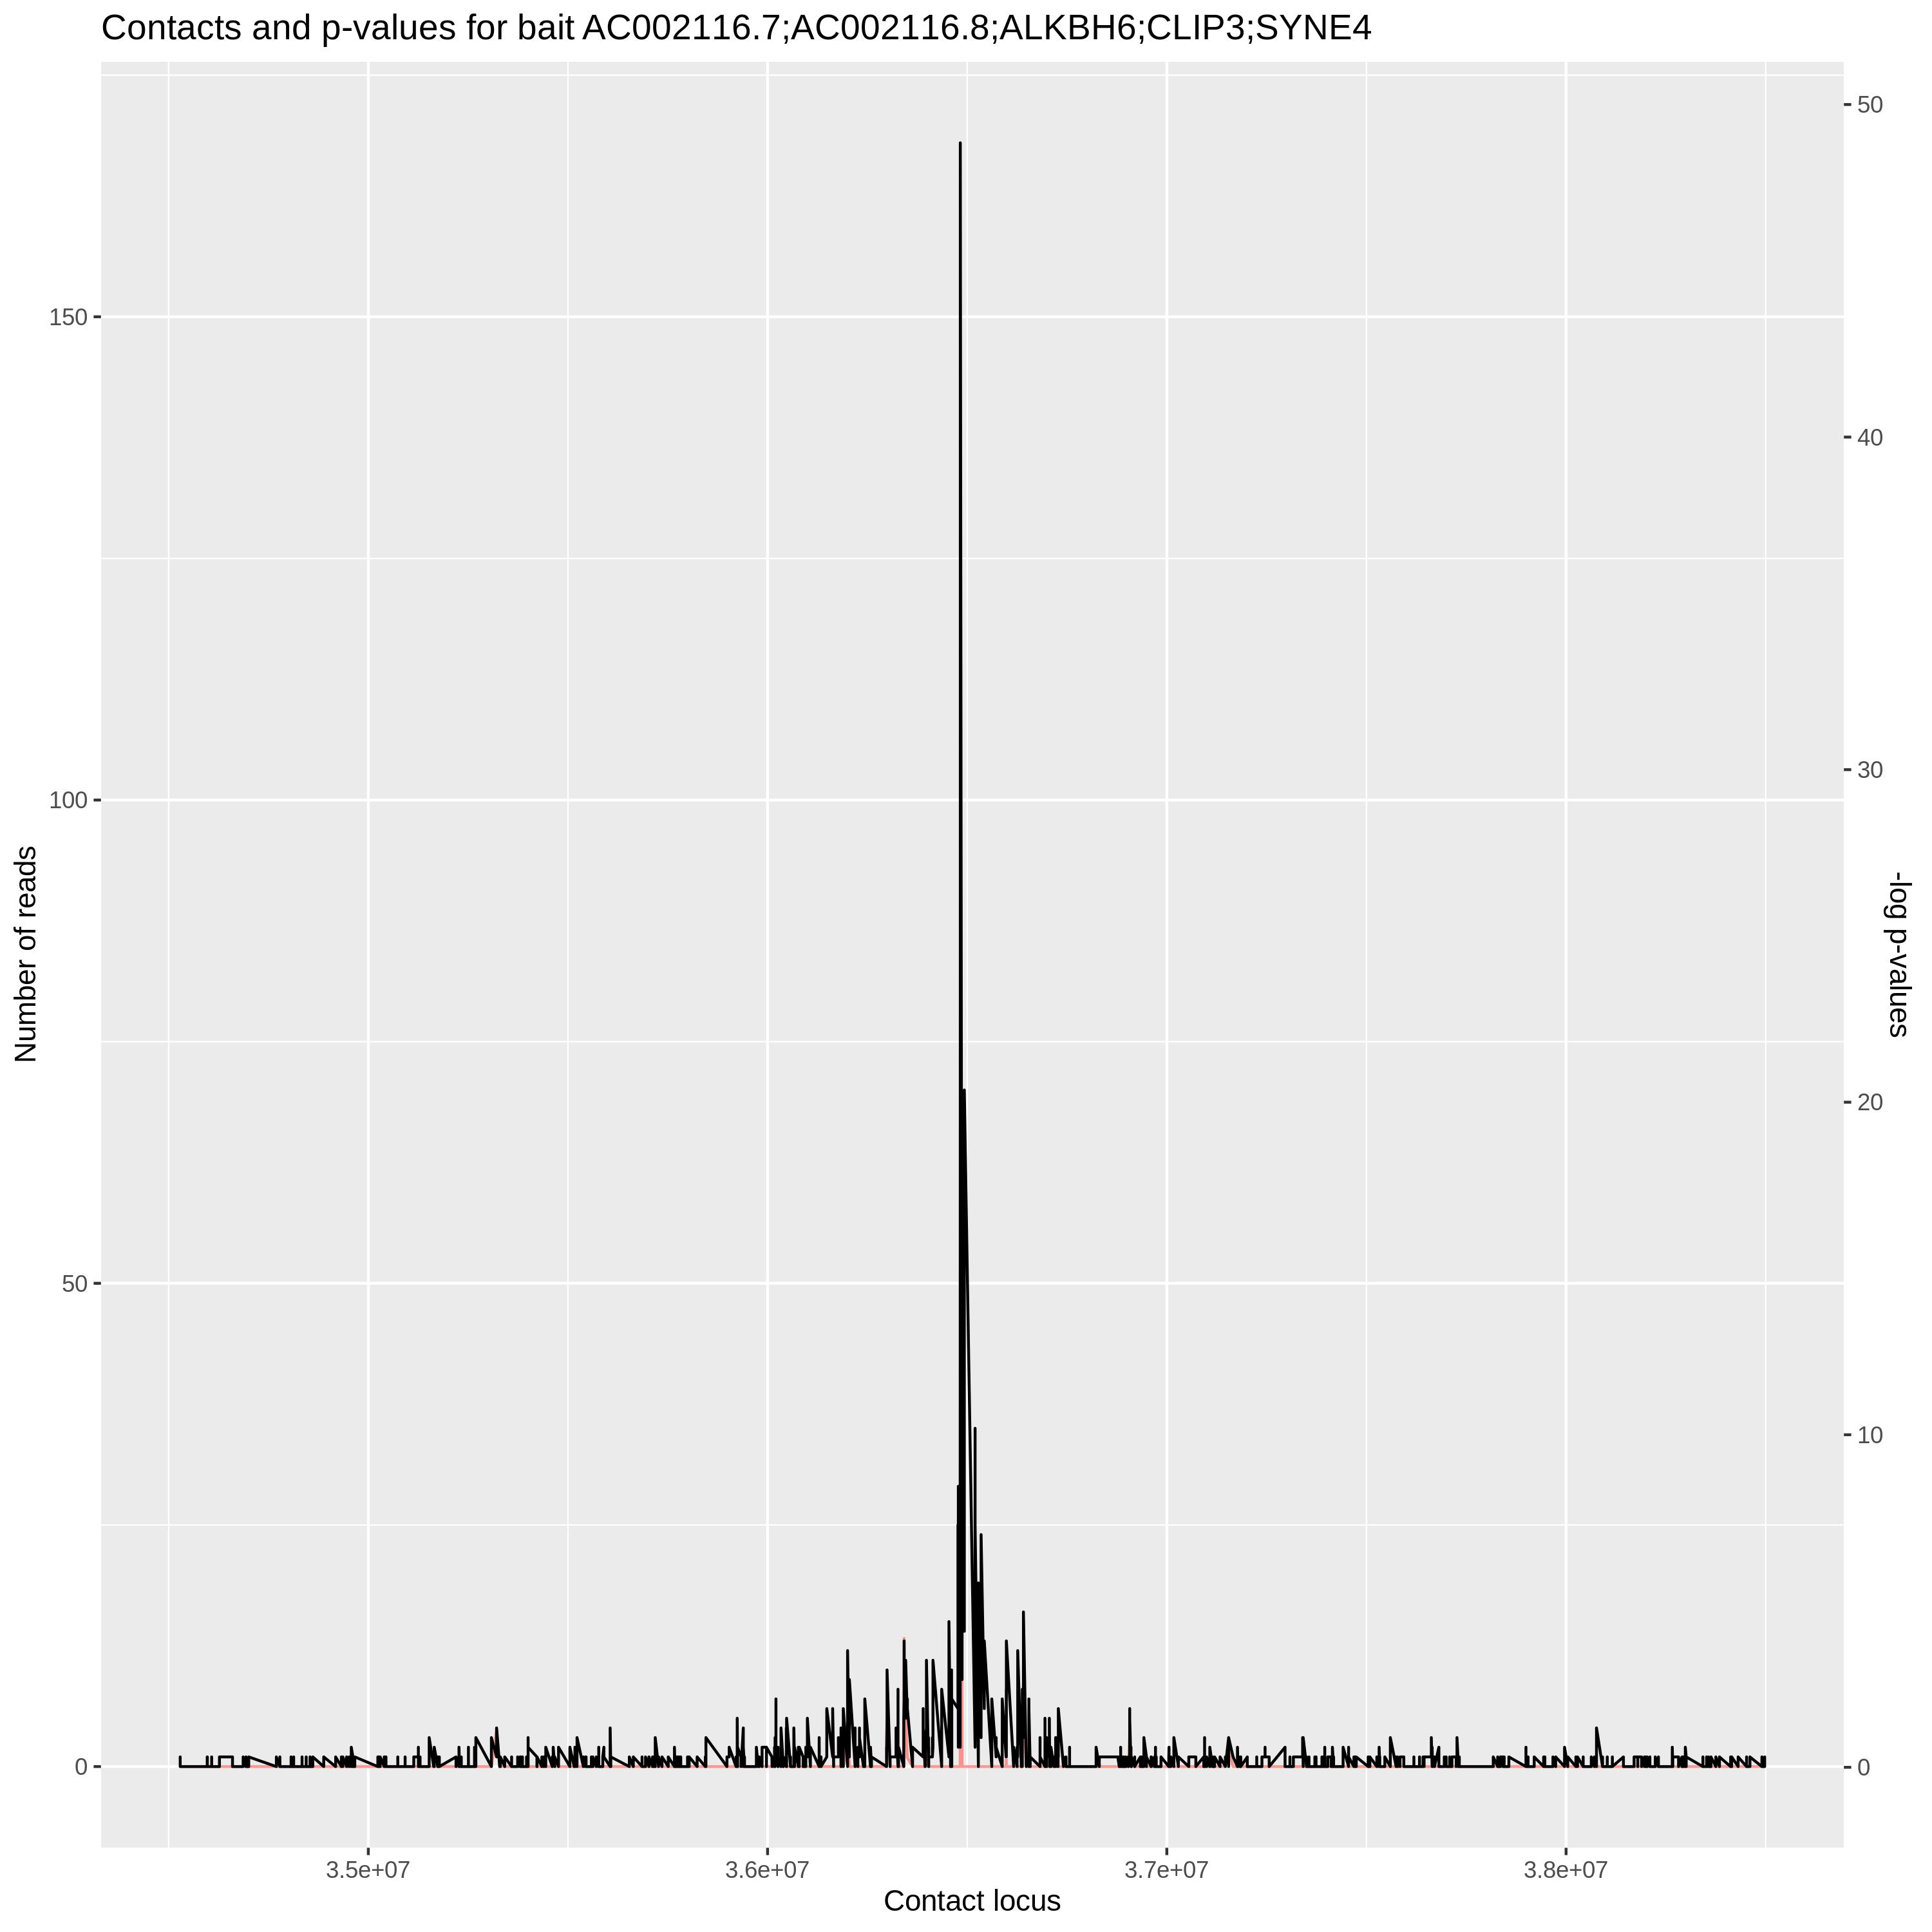 Contacts and p-values for bait AC002116.7;AC002116.8;ALKBH6;CLIP3;SYNE4
Number of reads
150
100
50
0
50
40
30
20
10
0
-log p-values
3.5e+07
3.6e+07
3.7e+07
3.8e+07
Contact locus